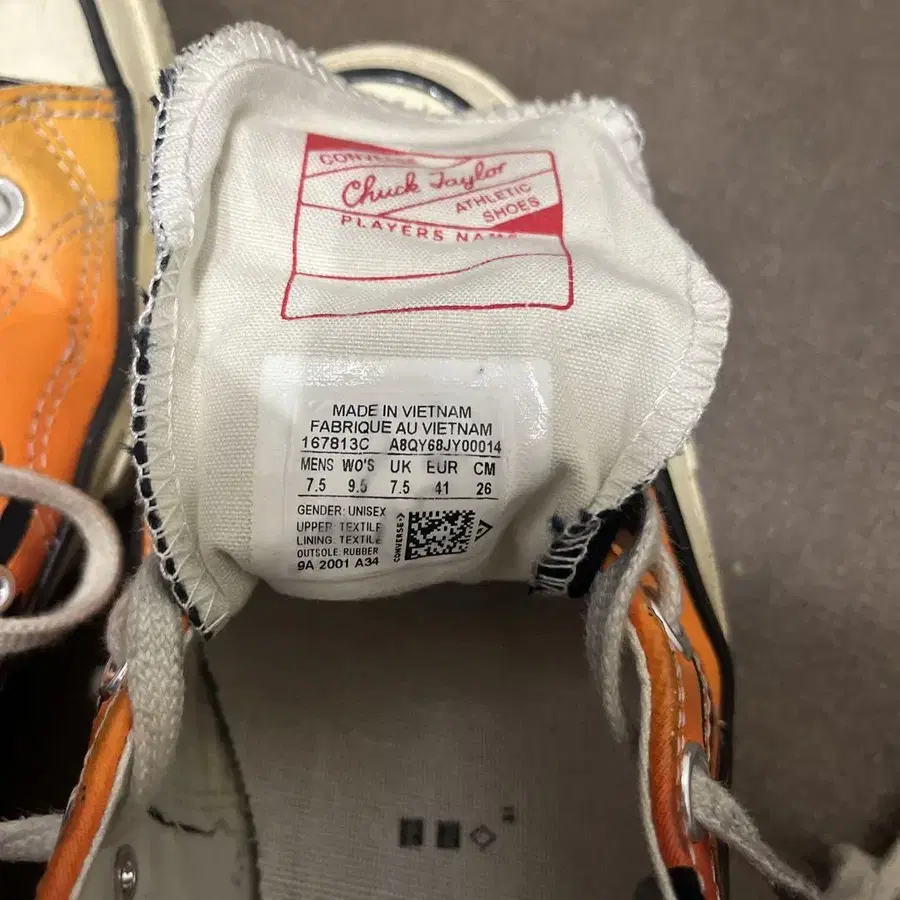 CONVERSE
Chuck Taylor
ATHLETIC
SHOES
PLAYERS NAME
MADE IN VIETNAM
FABRIQUE AU VIETNAM
167813C A8QY68JY00014
MENS WO'S UK EUR CM
7.5 9.5 7.5 41 26
GENDER: UNISEX
UPPER: TEXTILE
LINING: TEXTILE
OUTSOLE: RUBBER
9A 2001 A34
CONVERSE